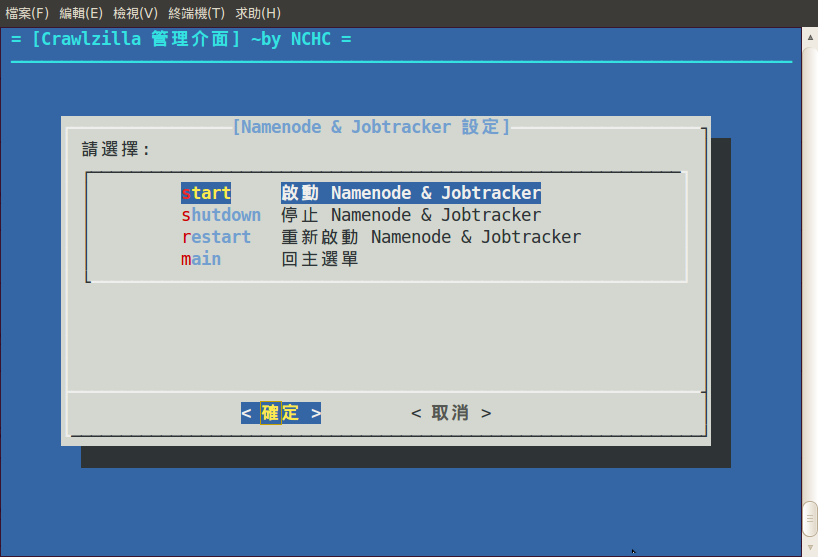 檔案(F) 編輯(E) 檢視(V) 終端機(T) 求助(H)
= [Crawlzilla 管理介面] ~by NCHC =
[Namenode & Jobtracker 設定]
請選擇:
start 啟動 Namenode & Jobtracker
shutdown 停止 Namenode & Jobtracker
restart 重新啟動 Namenode & Jobtracker
main 回主選單
< 確定 > < 取消 >